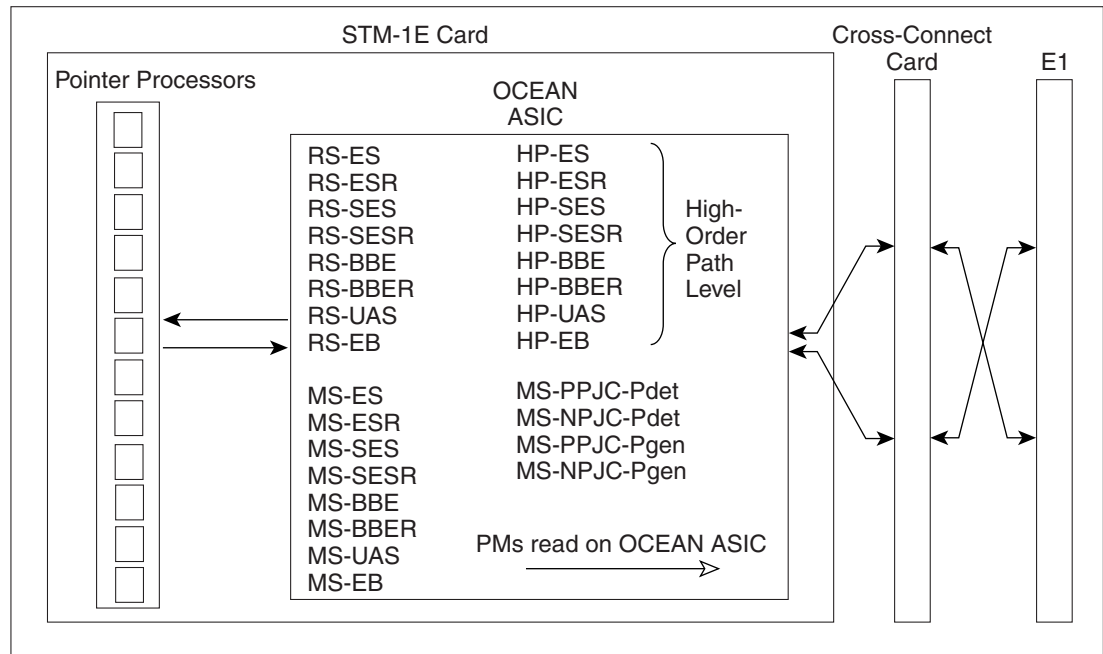 STM-1E Card
Cross-Connect
Card
E1
Pointer Processors
OCEAN
ASIC
RS-ES
RS-ESR
RS-SES
RS-SESR
RS-BBE
RS-BBER
RS-UAS
RS-EB
HP-ES
HP-ESR
HP-SES
HP-SESR
HP-BBE
HP-BBER
HP-UAS
HP-EB
High-
Order
Path
Level
MS-ES
MS-ESR
MS-SES
MS-SESR
MS-BBE
MS-BBER
MS-UAS
MS-EB
MS-PPJC-Pdet
MS-NPJC-Pdet
MS-PPJC-Pgen
MS-NPJC-Pgen
PMs read on OCEAN ASIC